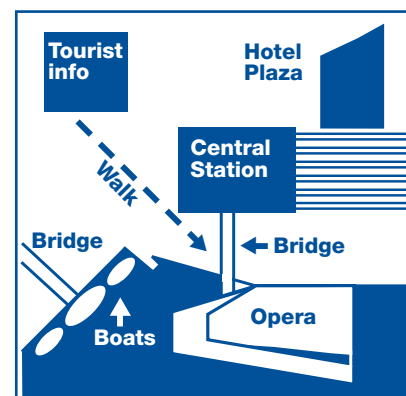 Tourist
info
Hotel
Plaza
Central
Station
Walk
Bridge
Bridge
Boats
Opera